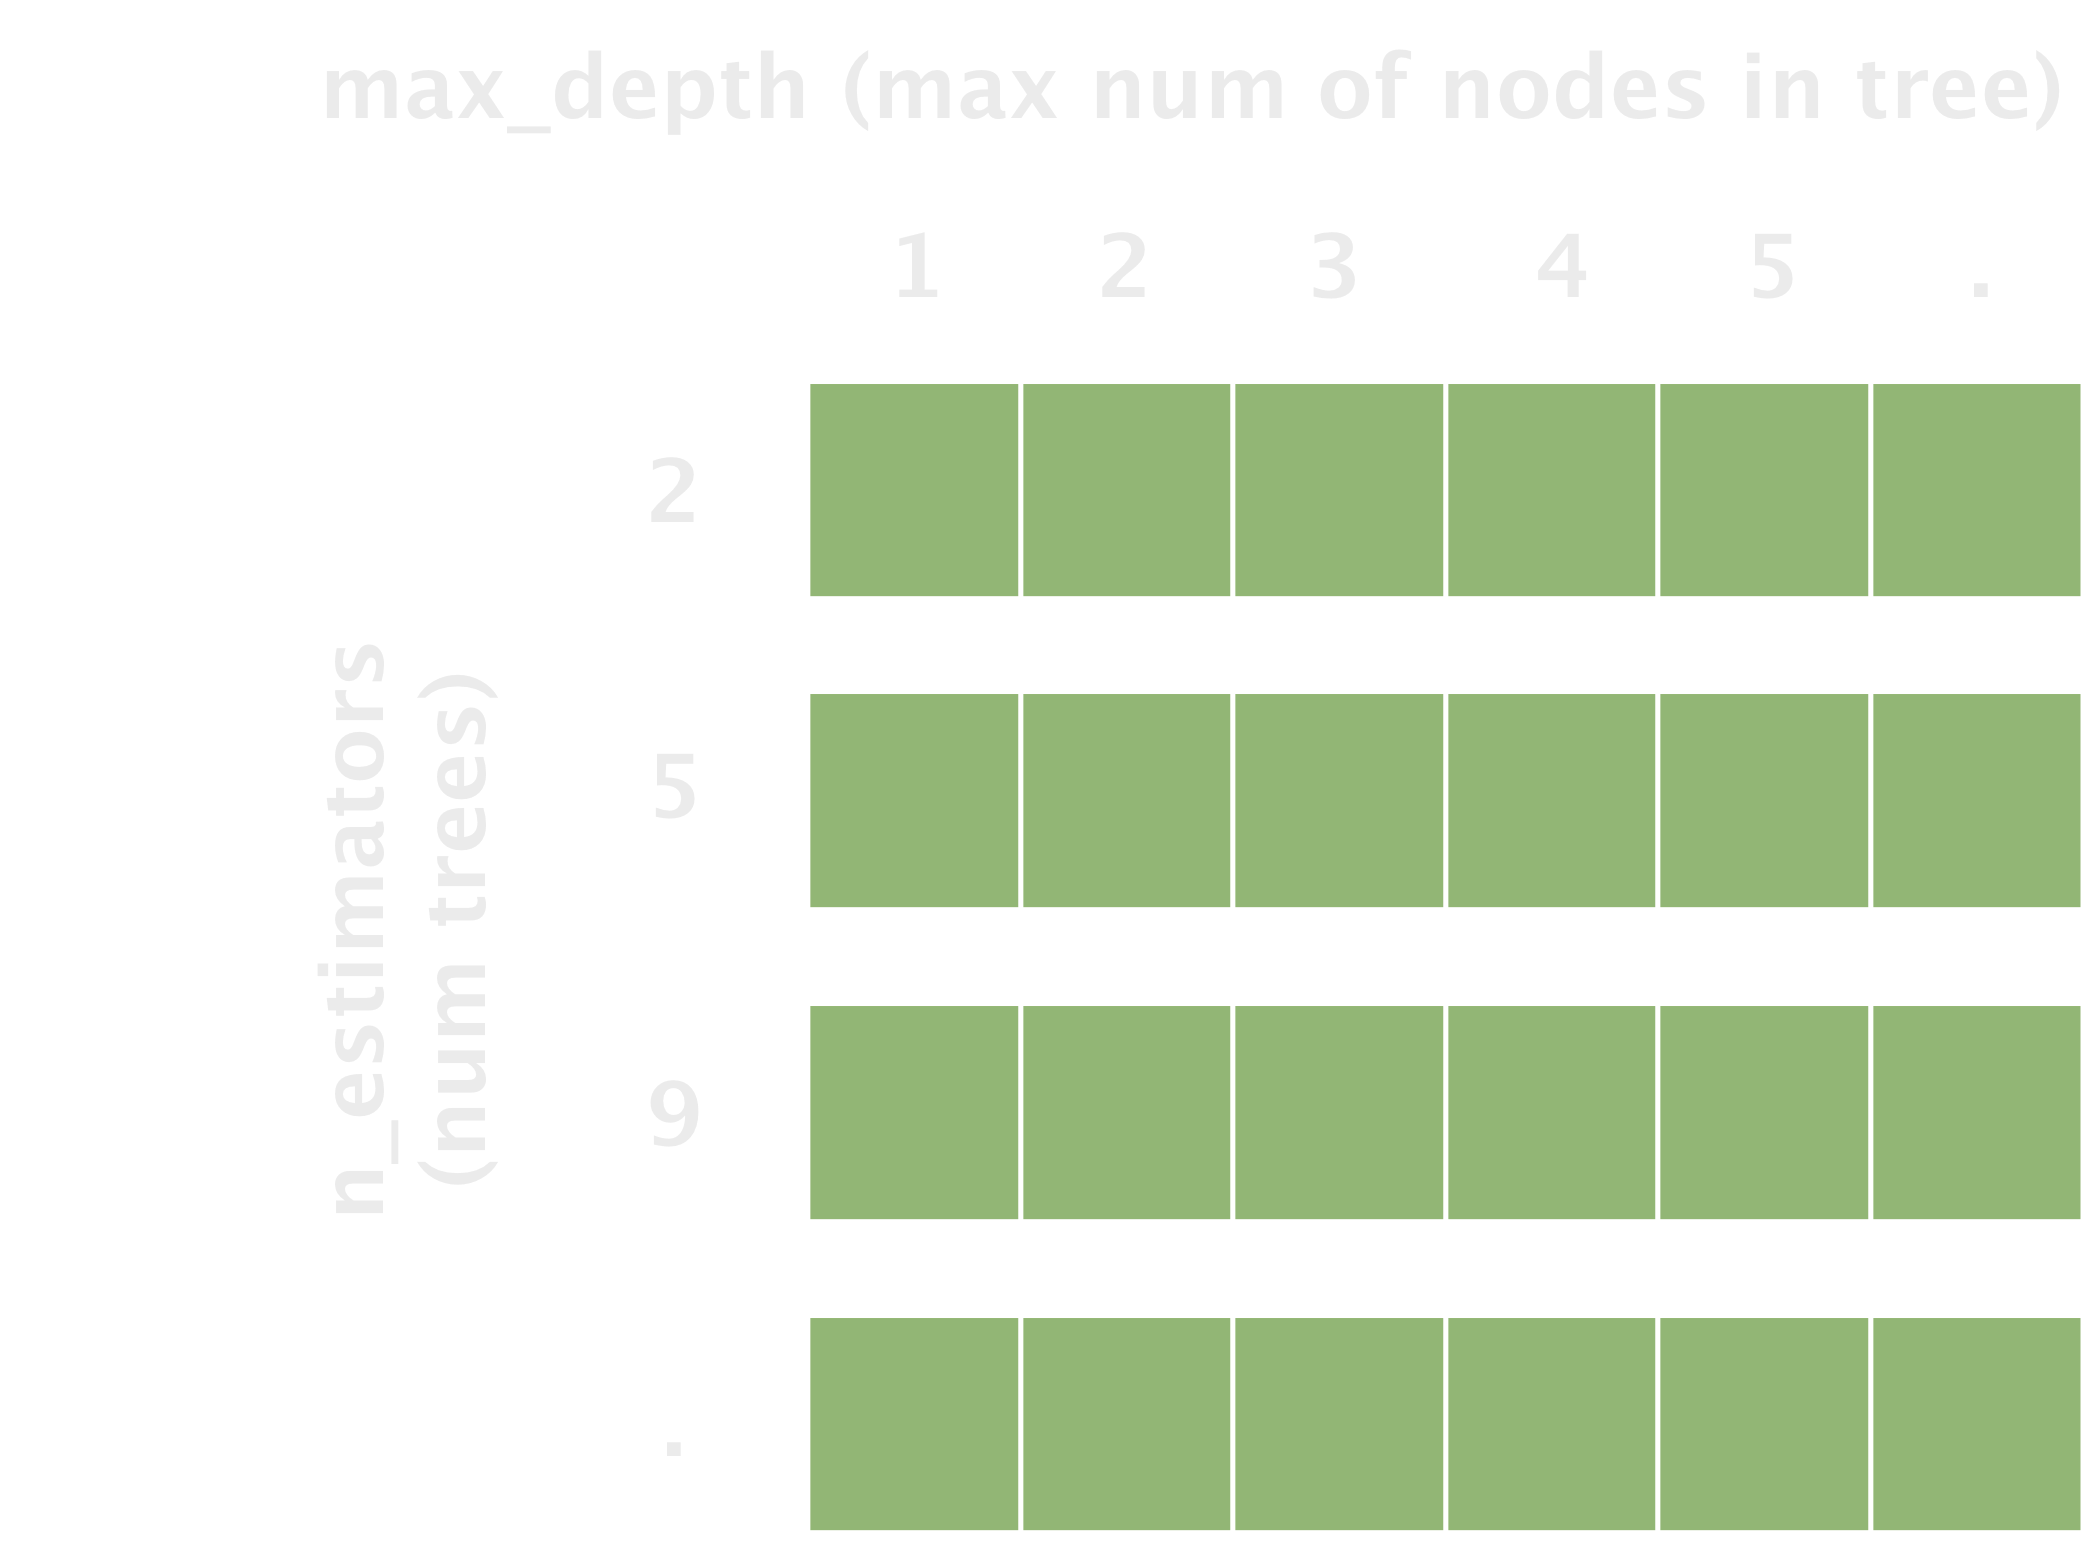 max_depth (max num of nodes in tree)
1 2 3 4 5 .
n_estimators
(num trees)
2
5
9
.